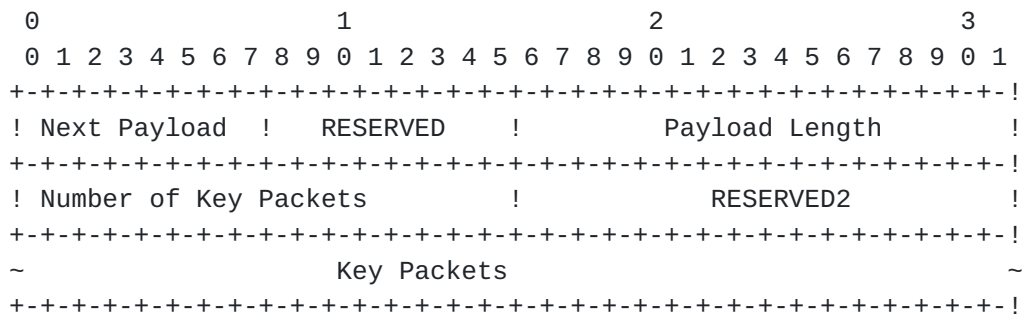 0                   1                   2                   3
 0 1 2 3 4 5 6 7 8 9 0 1 2 3 4 5 6 7 8 9 0 1 2 3 4 5 6 7 8 9 0 1
+-+-+-+-+-+-+-+-+-+-+-+-+-+-+-+-+-+-+-+-+-+-+-+-+-+-+-+-+-+-+-+-!
! Next Payload  !   RESERVED    !         Payload Length        !
+-+-+-+-+-+-+-+-+-+-+-+-+-+-+-+-+-+-+-+-+-+-+-+-+-+-+-+-+-+-+-+-!
! Number of Key Packets         !            RESERVED2          !
+-+-+-+-+-+-+-+-+-+-+-+-+-+-+-+-+-+-+-+-+-+-+-+-+-+-+-+-+-+-+-+-!
~                    Key Packets                                ~
+-+-+-+-+-+-+-+-+-+-+-+-+-+-+-+-+-+-+-+-+-+-+-+-+-+-+-+-+-+-+-+-!